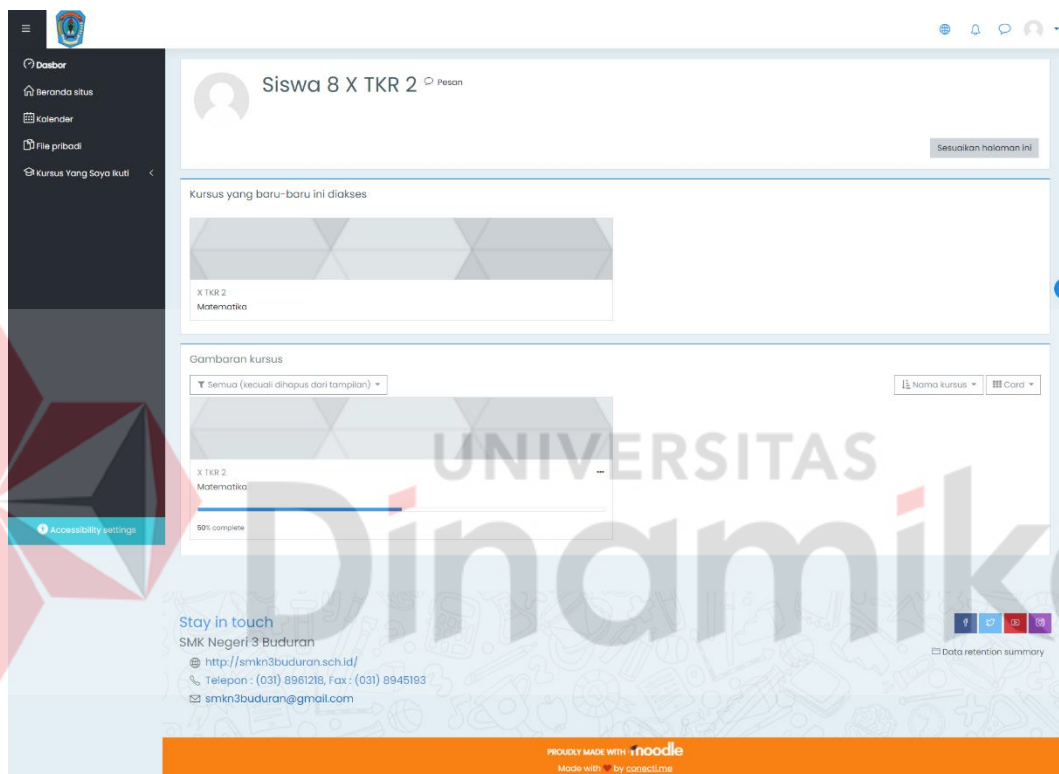 Dasbor
Beranda situs
Kalender
File pribadi
Kursus Yang Saya Ikuti
Accessibility settings
Siswa 8 X TKR 2 Pesan
Sesuaikan halaman ini
Kursus yang baru-baru ini diakses
X TKR 2
Matematika
Gambaran kursus
Semua (kecuali dihapus dari tampilan)
Nama kursus
Card
X TKR 2
Matematika
50% complete
UNIVERSITAS
Dinamika
Stay in touch
SMK Negeri 3 Buduran
http://smkn3buduran.sch.id/
Telepon : (031) 8961218, Fax : (031) 8945193
smkn3buduran@gmail.com
Data retention summary
PROUDLY MADE WITH moodle
Made with by conecti.me